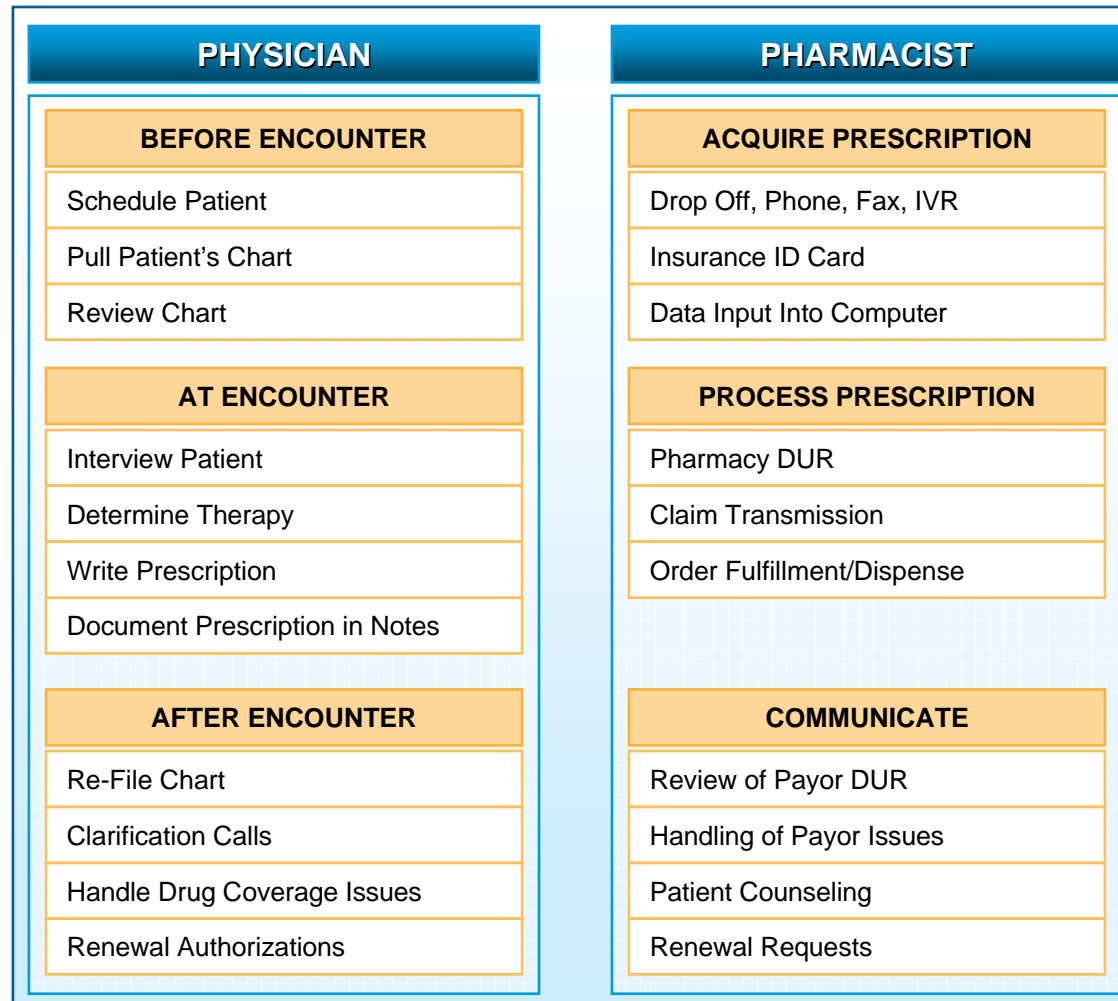 PHYSICIAN
BEFORE ENCOUNTER
Schedule Patient
Pull Patient’s Chart
Review Chart
AT ENCOUNTER
Interview Patient
Determine Therapy
Write Prescription
Document Prescription in Notes
AFTER ENCOUNTER
Re-File Chart
Clarification Calls
Handle Drug Coverage Issues
Renewal Authorizations
PHARMACIST
ACQUIRE PRESCRIPTION
Drop Off, Phone, Fax, IVR
Insurance ID Card
Data Input Into Computer
PROCESS PRESCRIPTION
Pharmacy DUR
Claim Transmission
Order Fulfillment/Dispense
COMMUNICATE
Review of Payor DUR
Handling of Payor Issues
Patient Counseling
Renewal Requests